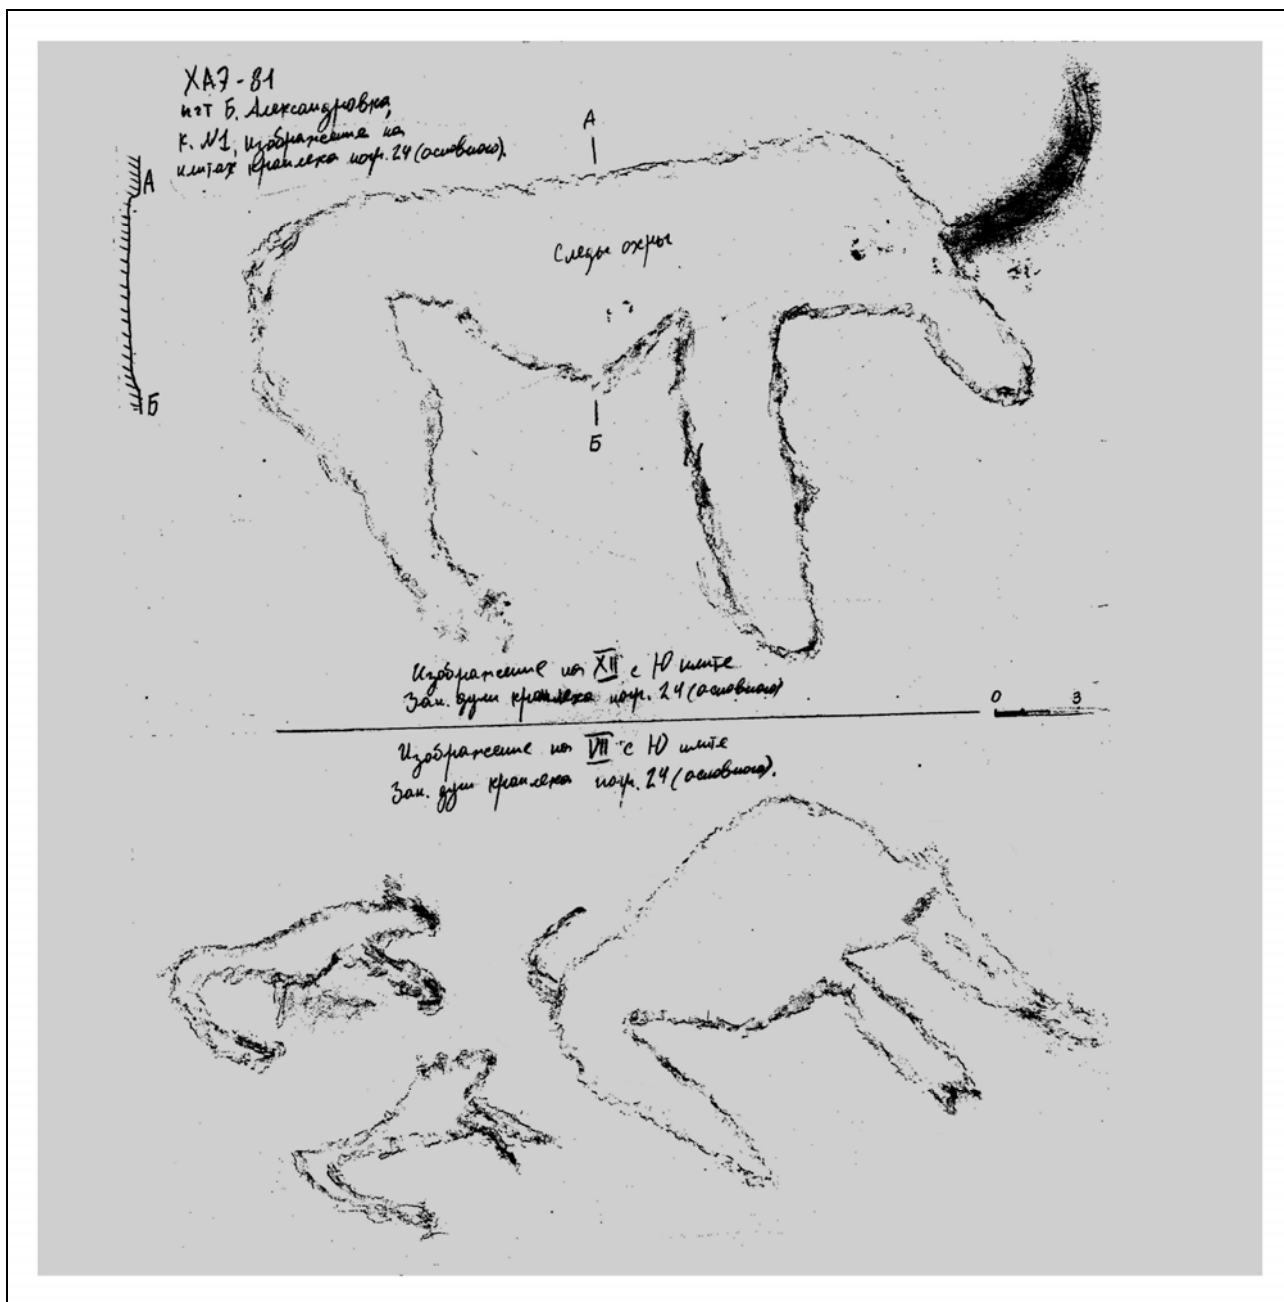 ХАЭ-81
пгт Б. Александровка,
К. №1, изображение на
плитах кромлеха погр. 24 (основного).
А
А
Следы охры
Б
Б
Изображение на XII с Ю плите
Зап. дуги кромлеха погр. 24 (основного)
0 3
Изображение на VII с Ю плите
Зап. дуги кромлеха погр. 24 (основного).